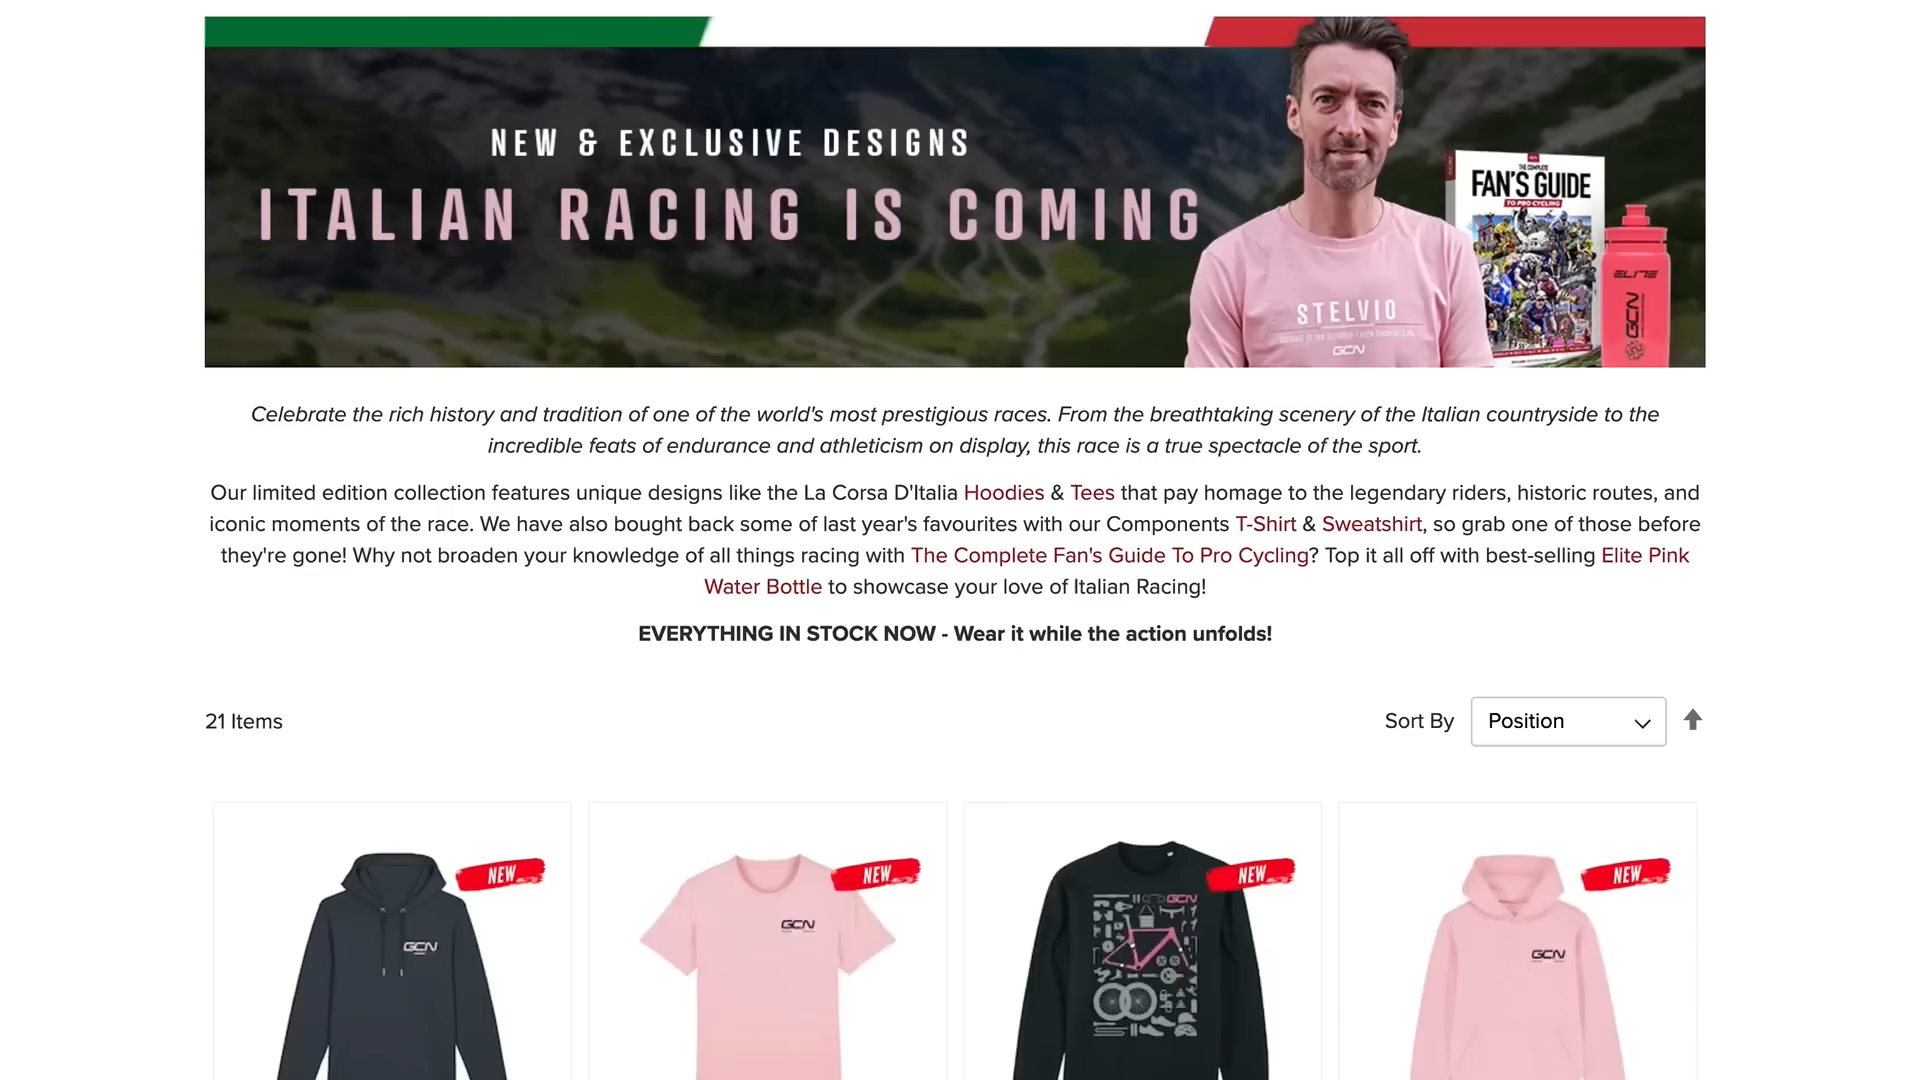 NEW & EXCLUSIVE DESIGNS
ITALIAN RACING IS COMING
THE COMPLETE
FAN'S GUIDE
TO PRO CYCLING
ELITE
GCN
STELVIO
GCN
Celebrate the rich history and tradition of one of the world's most prestigious races. From the breathtaking scenery of the Italian countryside to the
incredible feats of endurance and athleticism on display, this race is a true spectacle of the sport.
Our limited edition collection features unique designs like the La Corsa D'Italia Hoodies & Tees that pay homage to the legendary riders, historic routes, and
iconic moments of the race. We have also bought back some of last year's favourites with our Components T-Shirt & Sweatshirt, so grab one of those before
they're gone! Why not broaden your knowledge of all things racing with The Complete Fan's Guide To Pro Cycling? Top it all off with best-selling Elite Pink
Water Bottle to showcase your love of Italian Racing!
EVERYTHING IN STOCK NOW - Wear it while the action unfolds!
21 Items
Sort By Position
NEW
NEW
NEW
NEW
GCN
GCN
GCN
GCN